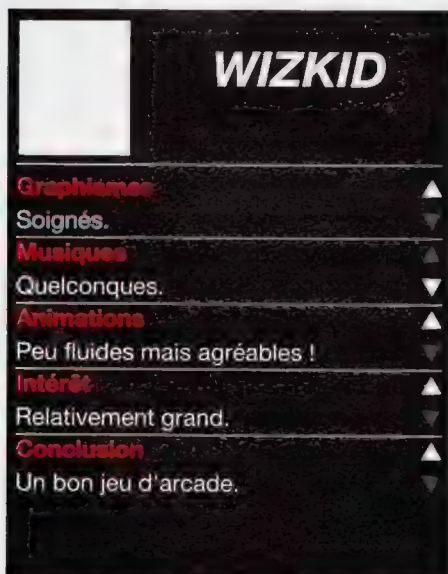 WIZKID
Graphismes
Soignés.
Musiques
Quelconques.
Animations
Peu fluides mais agréables !
Intérêt
Relativement grand.
Conclusion
Un bon jeu d'arcade.